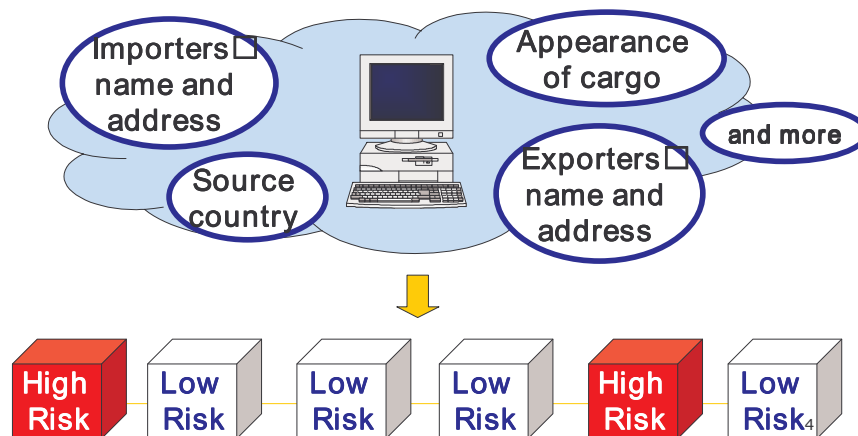 Importers□
name and
address
Appearance
of cargo
and more
Source
country
Exporters□
name and
address
High
Risk
Low
Risk
Low
Risk
Low
Risk
High
Risk
Low
Risk
4